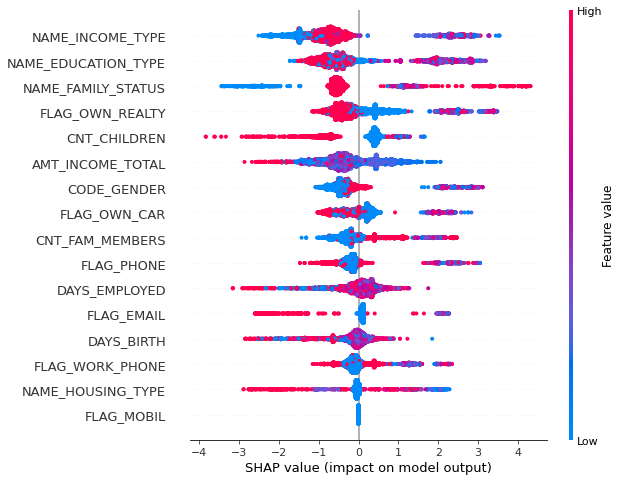 High
NAME_INCOME_TYPE
NAME_EDUCATION_TYPE
NAME_FAMILY_STATUS
FLAG_OWN_REALTY
CNT_CHILDREN
AMT_INCOME_TOTAL
CODE_GENDER
FLAG_OWN_CAR
CNT_FAM_MEMBERS
FLAG_PHONE
DAYS_EMPLOYED
FLAG_EMAIL
DAYS_BIRTH
FLAG_WORK_PHONE
NAME_HOUSING_TYPE
FLAG_MOBIL
Feature value
Low
−4 −3 −2 −1 0 1 2 3 4
SHAP value (impact on model output)